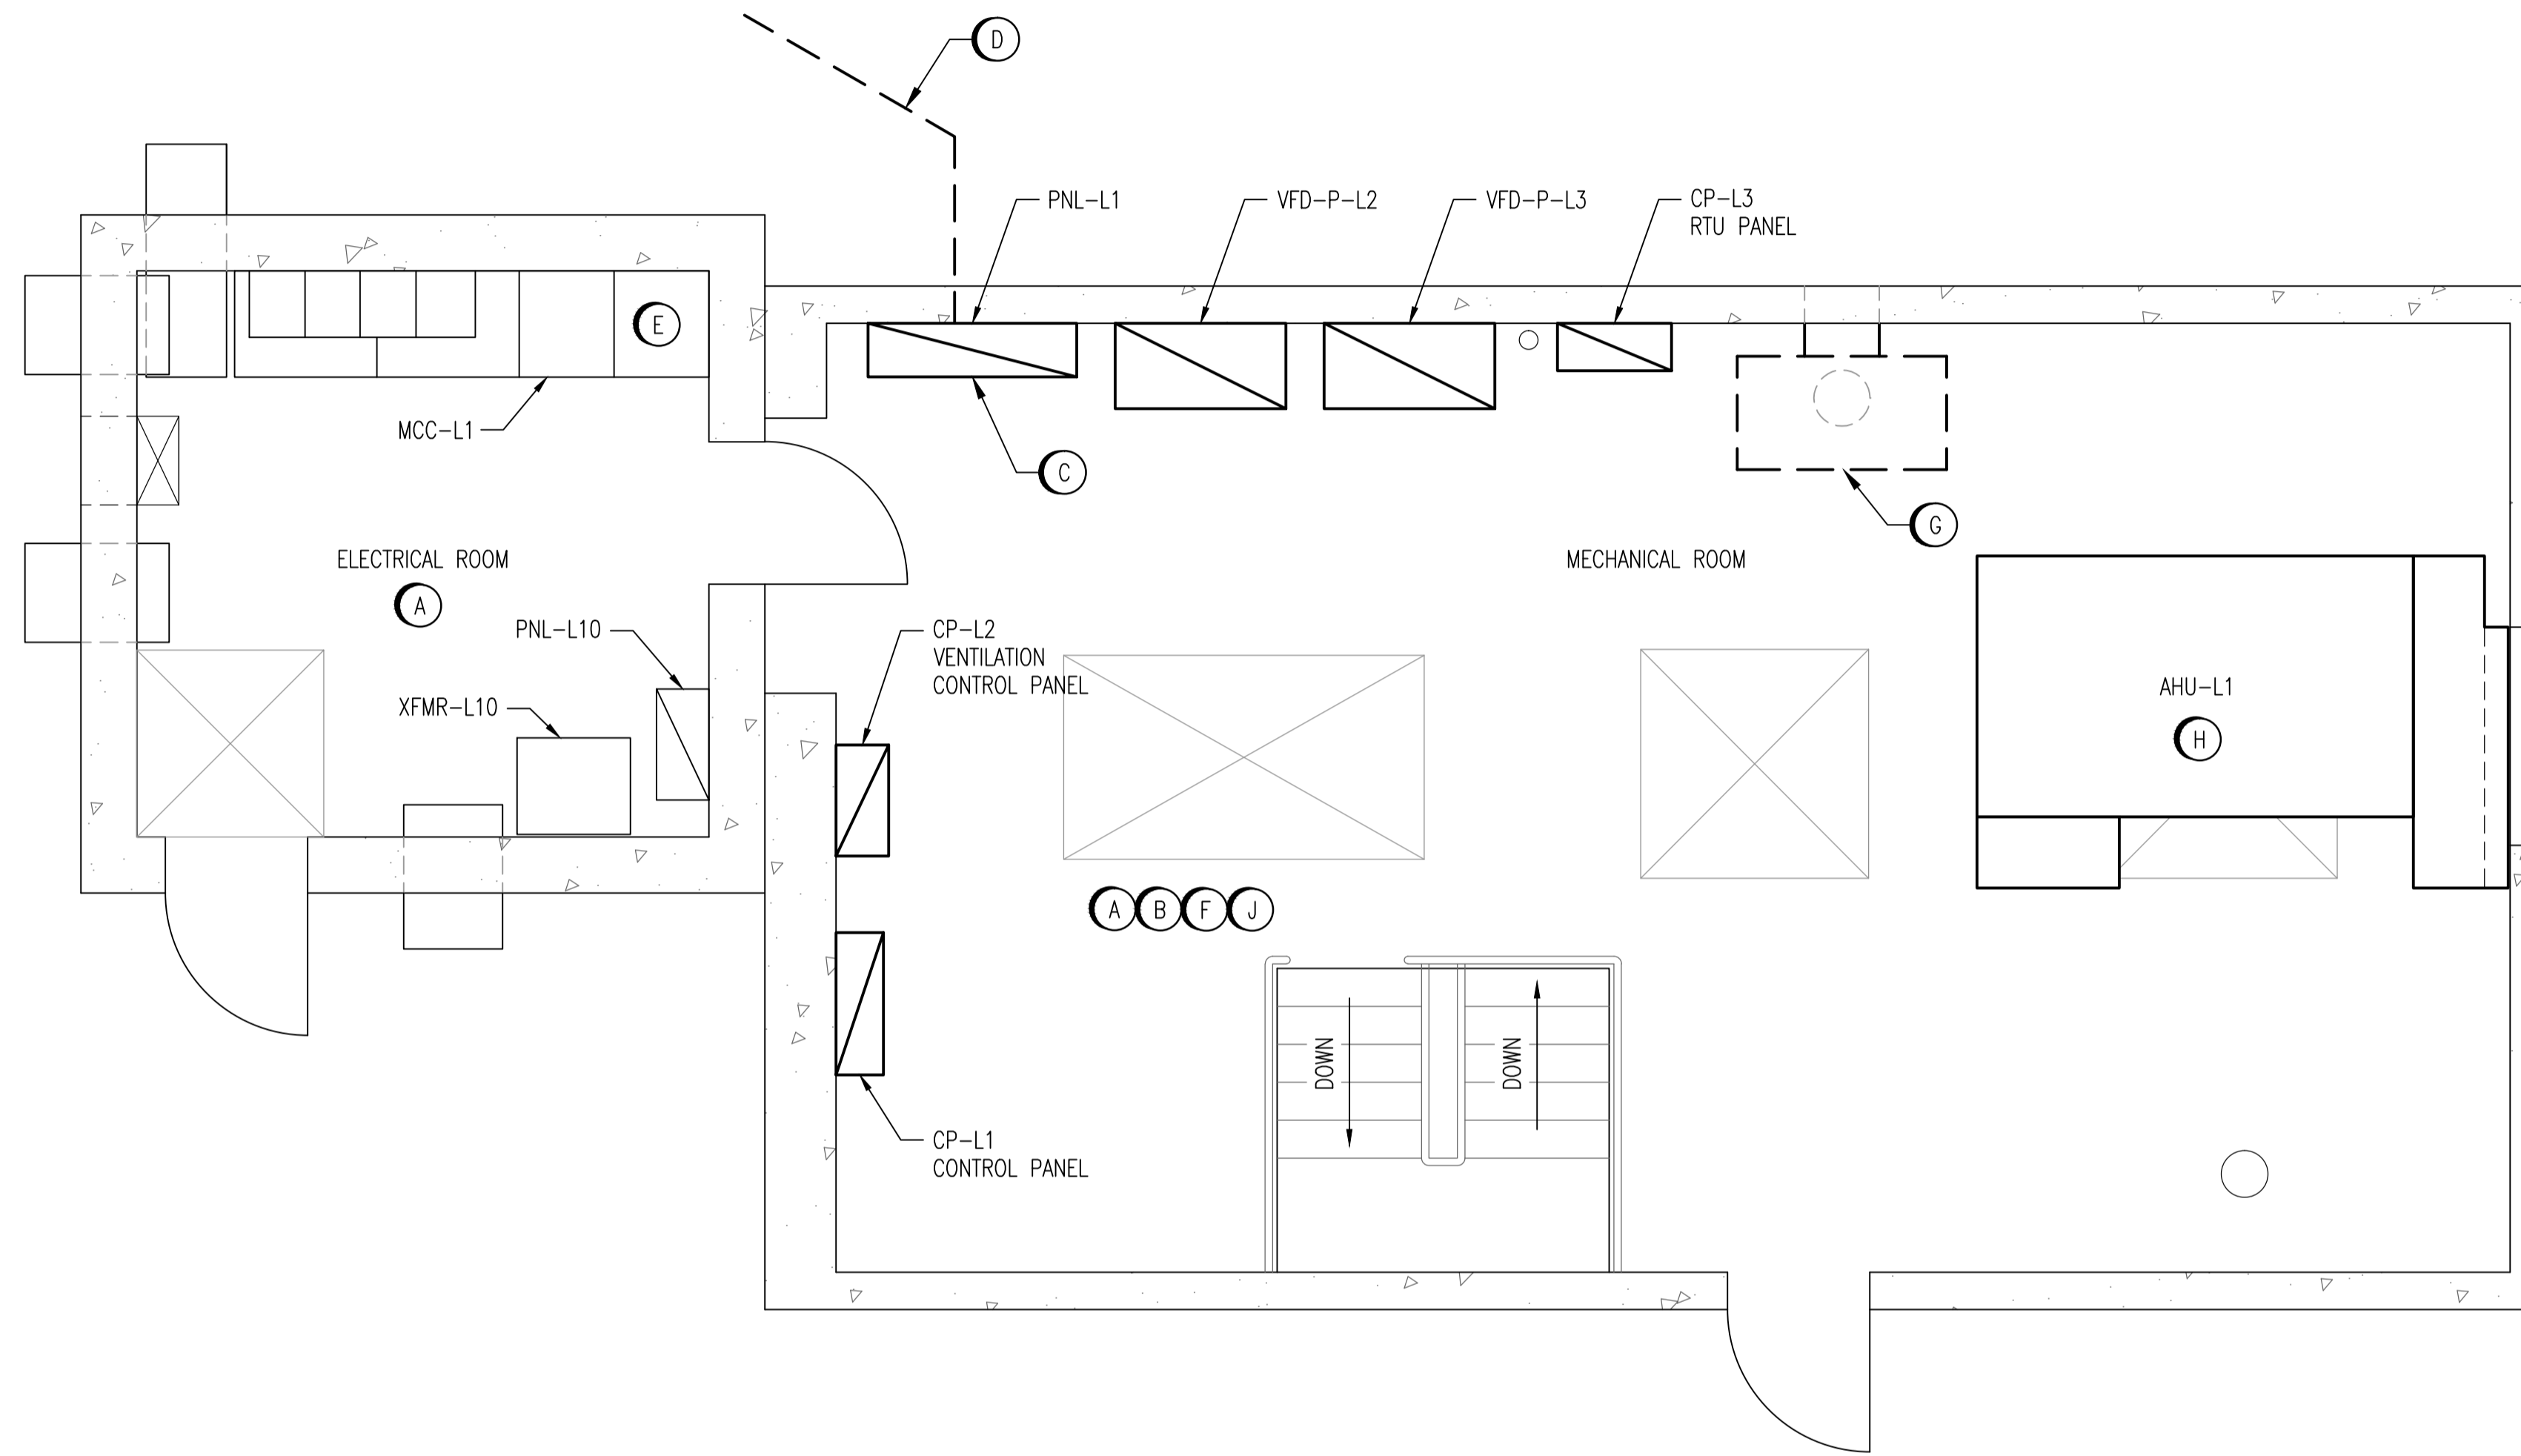 D
PNL-L1
VFD-P-L2
VFD-P-L3
CP-L3
RTU PANEL
E
MCC-L1
C
G
ELECTRICAL ROOM
A
MECHANICAL ROOM
PNL-L10
CP-L2
VENTILATION
CONTROL PANEL
XFMR-L10
AHU-L1
H
A B F J
DOWN
DOWN
CP-L1
CONTROL PANEL